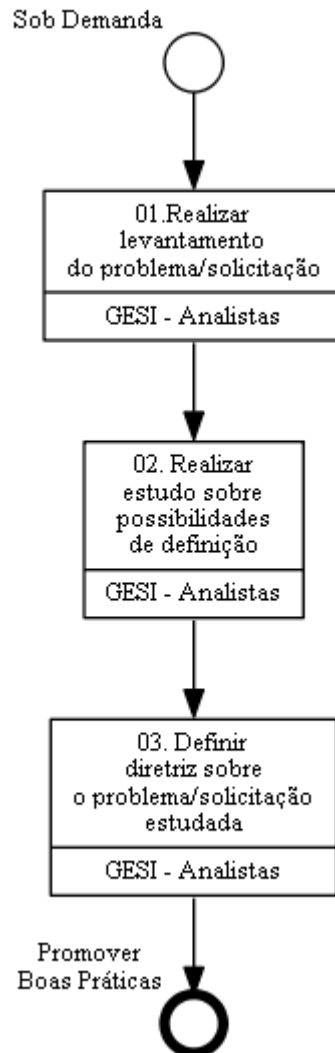 Sob Demanda
01.Realizar
levantamento
do problema/solicitação
GESI - Analistas
02. Realizar
estudo sobre
possibilidades
de definição
GESI - Analistas
03. Definir
diretriz sobre
o problema/solicitação
estudada
GESI - Analistas
Promover
Boas Práticas